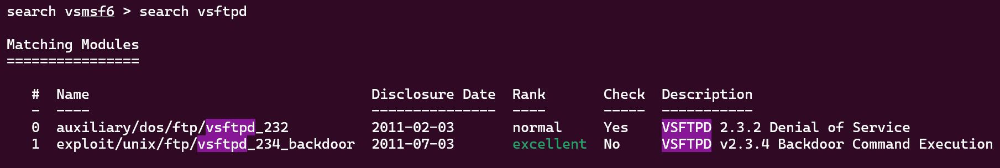 search vsmsf6 > search vsftpd
Matching Modules
================
#  Name                                  Disclosure Date  Rank       Check  Description
-  ----                                  ---------------  ----       -----  -----------
0  auxiliary/dos/ftp/vsftpd_232          2011-02-03       normal     Yes    VSFTPD 2.3.2 Denial of Service
1  exploit/unix/ftp/vsftpd_234_backdoor  2011-07-03       excellent  No     VSFTPD v2.3.4 Backdoor Command Execution